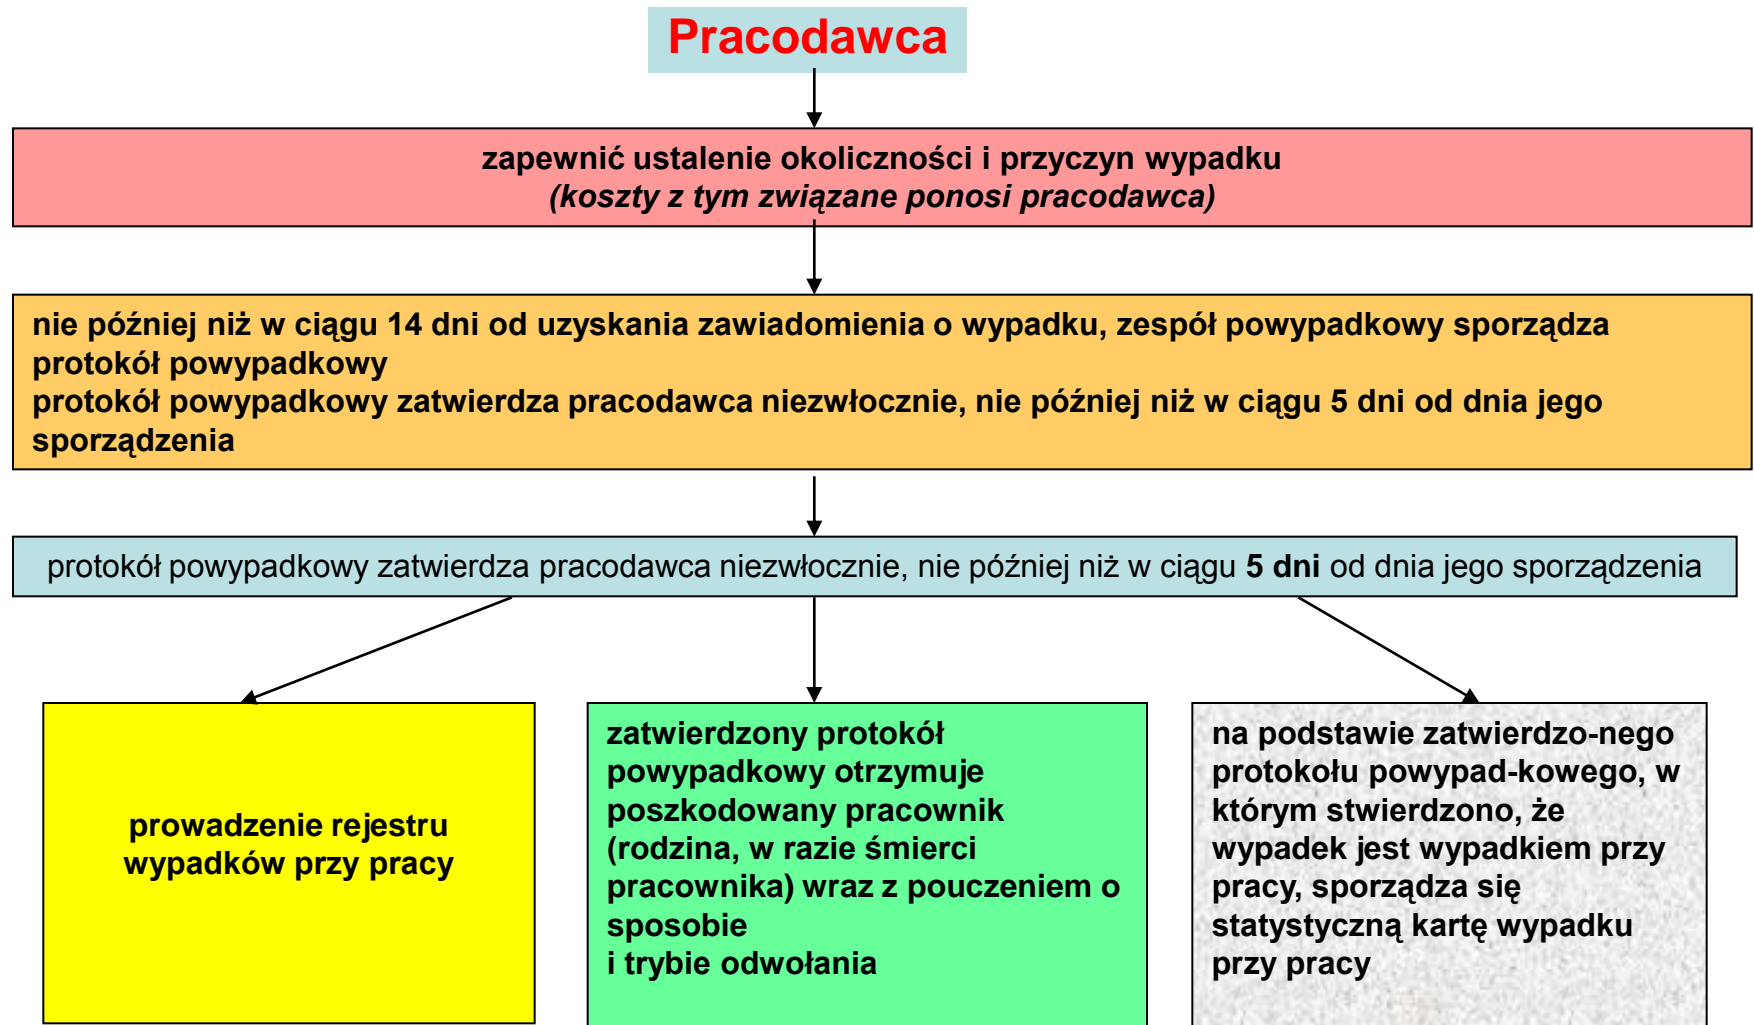 Pracodawca
zapewnić ustalenie okoliczności i przyczyn wypadku
(koszty z tym związane ponosi pracodawca)
nie później niż w ciągu 14 dni od uzyskania zawiadomienia o wypadku, zespół powypadkowy sporządza
protokół powypadkowy
protokół powypadkowy zatwierdza pracodawca niezwłocznie, nie później niż w ciągu 5 dni od dnia jego
sporządzenia
protokół powypadkowy zatwierdza pracodawca niezwłocznie, nie później niż w ciągu 5 dni od dnia jego sporządzenia
prowadzenie rejestru
wypadków przy pracy
zatwierdzony protokół
powypadkowy otrzymuje
poszkodowany pracownik
(rodzina, w razie śmierci
pracownika) wraz z pouczeniem o
sposobie
i trybie odwołania
na podstawie zatwierdzo-nego
protokołu powypad-kowego, w
którym stwierdzono, że
wypadek jest wypadkiem przy
pracy, sporządza się
statystyczną kartę wypadku
przy pracy